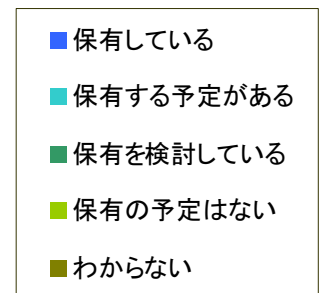 保有している
保有する予定がある
保有を検討している
保有の予定はない
わからない